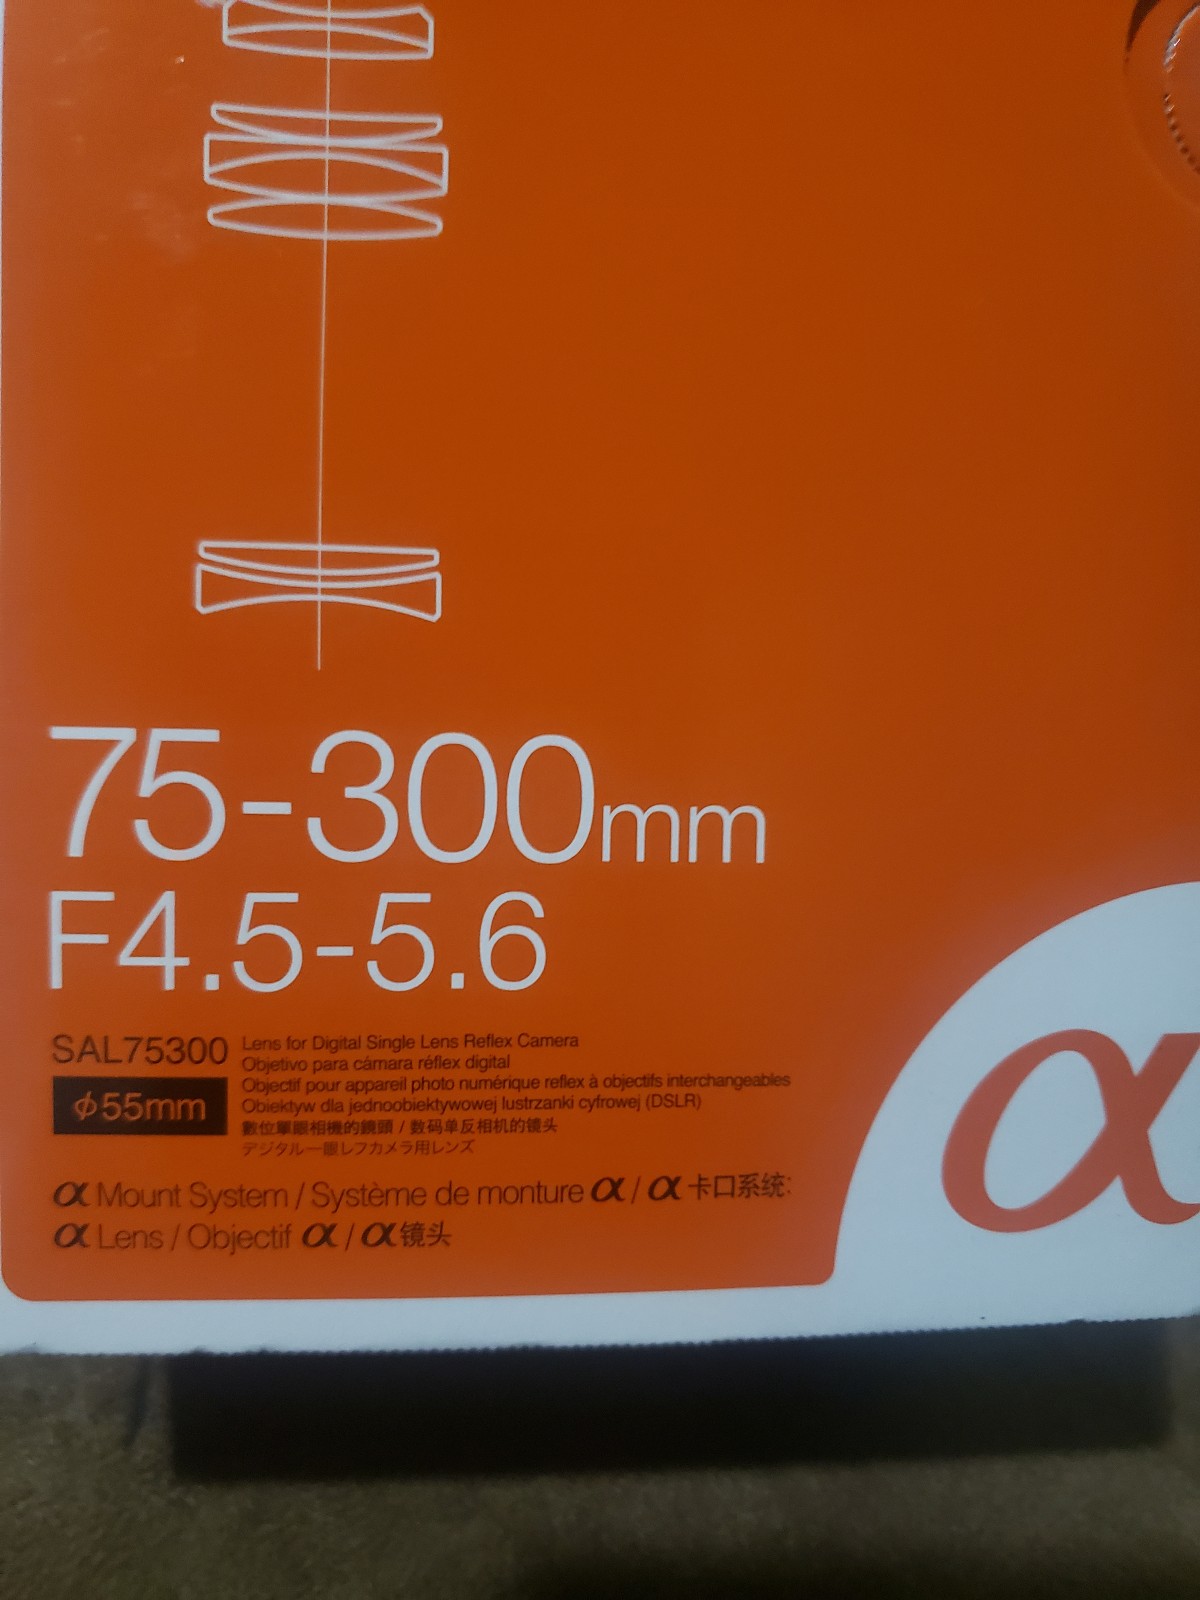 75-300mm
F4.5-5.6
SAL75300
φ55mm
Lens for Digital Single Lens Reflex Camera
Objetivo para cámara réflex digital
Objectif pour appareil photo numérique reflex à objectifs interchangeables
Obiektyw dla jednoobiektywowej lustrzanki cyfrowej (DSLR)
數位單眼相機的鏡頭 / 数码单反相机的镜头
デジタル一眼レフカメラ用レンズ
α Mount System / Système de monture α / α 卡口系统:
α Lens / Objectif α / α镜头
α